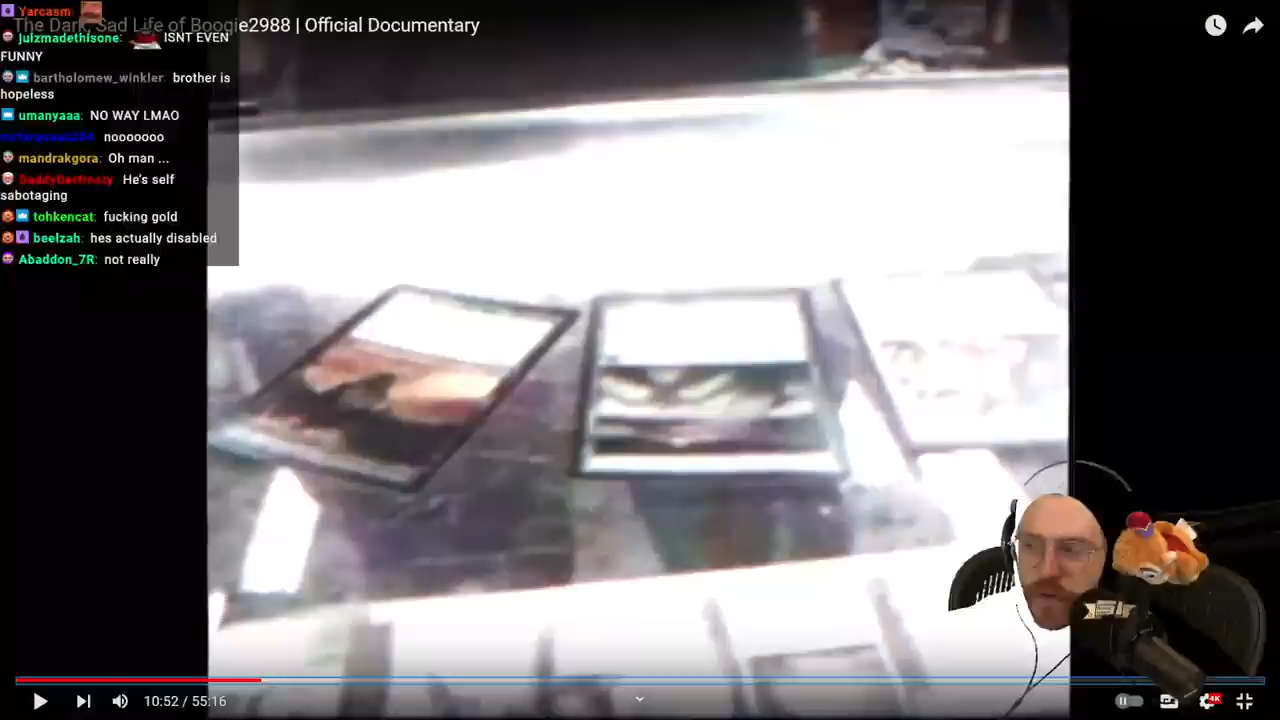 Yarcasm
The Dark, Sad Life of Boogie2988 | Official Documentary
julzmadethisone: ISNT EVEN
FUNNY
bartholomew_winkler: brother is
hopeless
umanyaaa: NO WAY LMAO
nooooooo
mandrakgora: Oh man ...
He's self
sabotaging
tohkencat: fucking gold
beelzah: hes actually disabled
Abaddon_7R: not really
10:52 / 55:16
4K